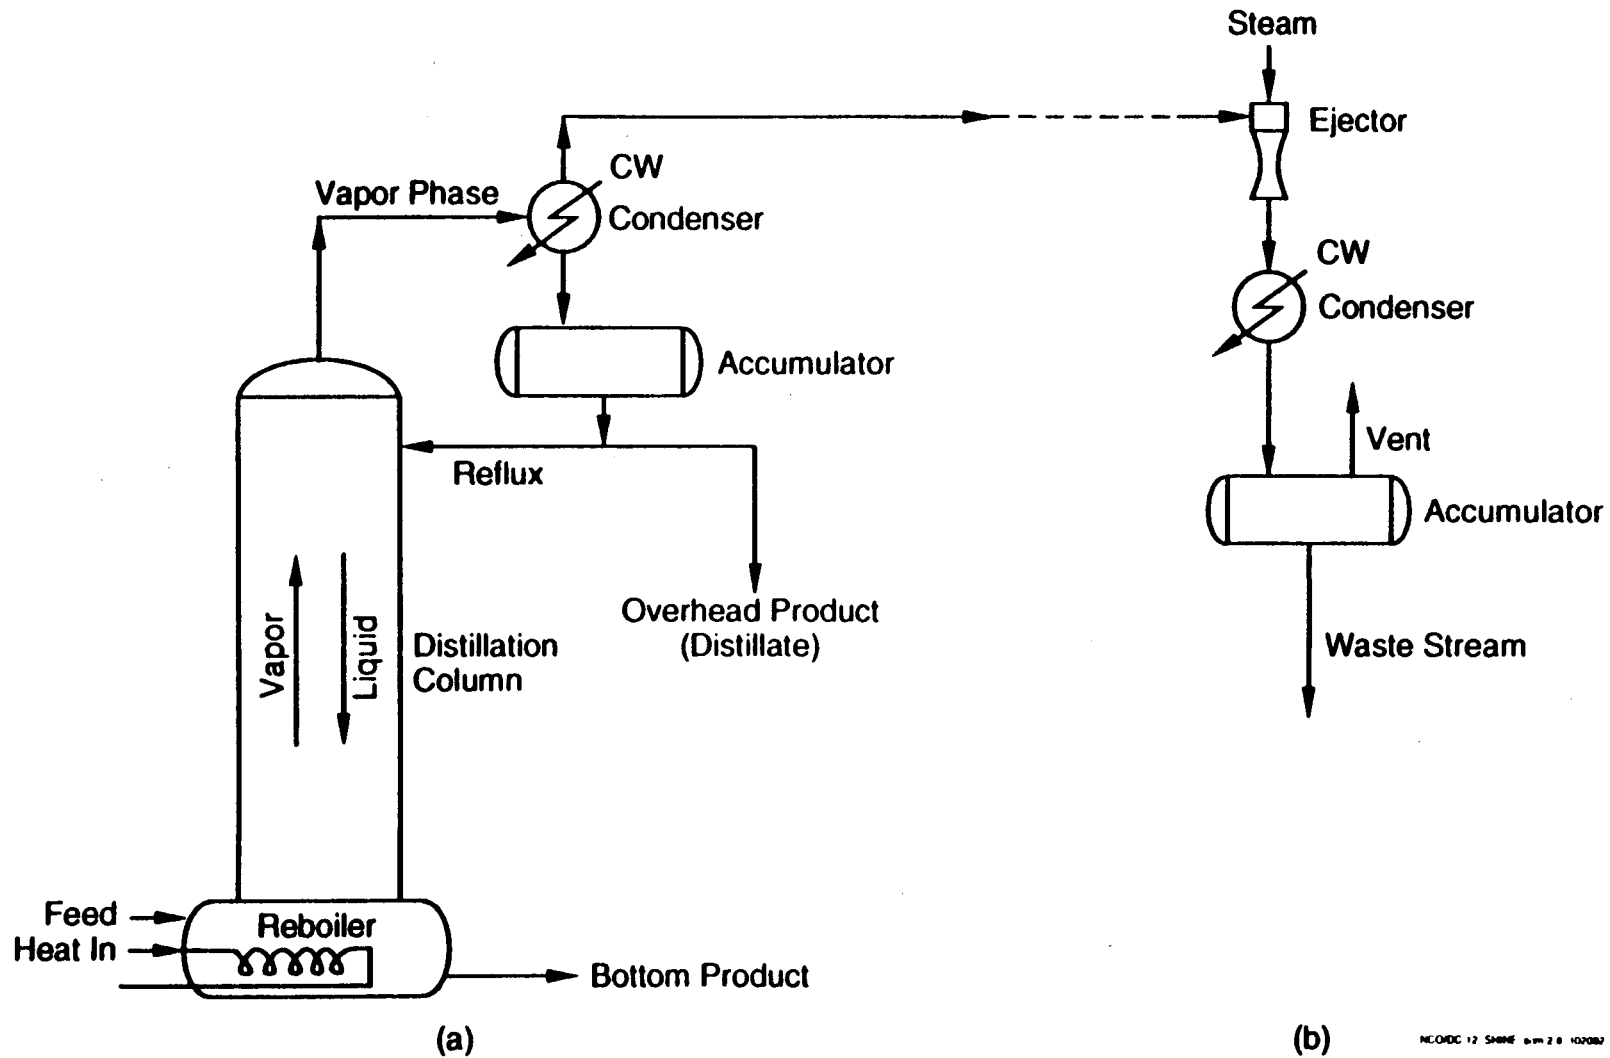 Steam
Ejector
CW
Vapor Phase
Condenser
CW
Condenser
Accumulator
Vent
Reflux
Accumulator
Overhead Product
(Distillate)
Vapor
Liquid
Distillation
Column
Waste Stream
Feed
Reboiler
Heat In
Bottom Product
(a)
(b)